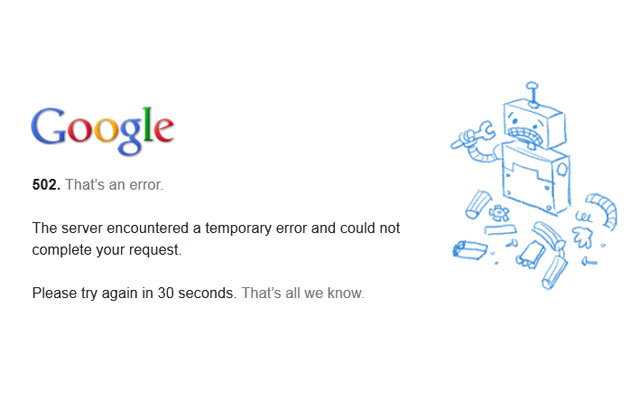 Google
502. That's an error.
The server encountered a temporary error and could not
complete your request.
Please try again in 30 seconds. That's all we know.